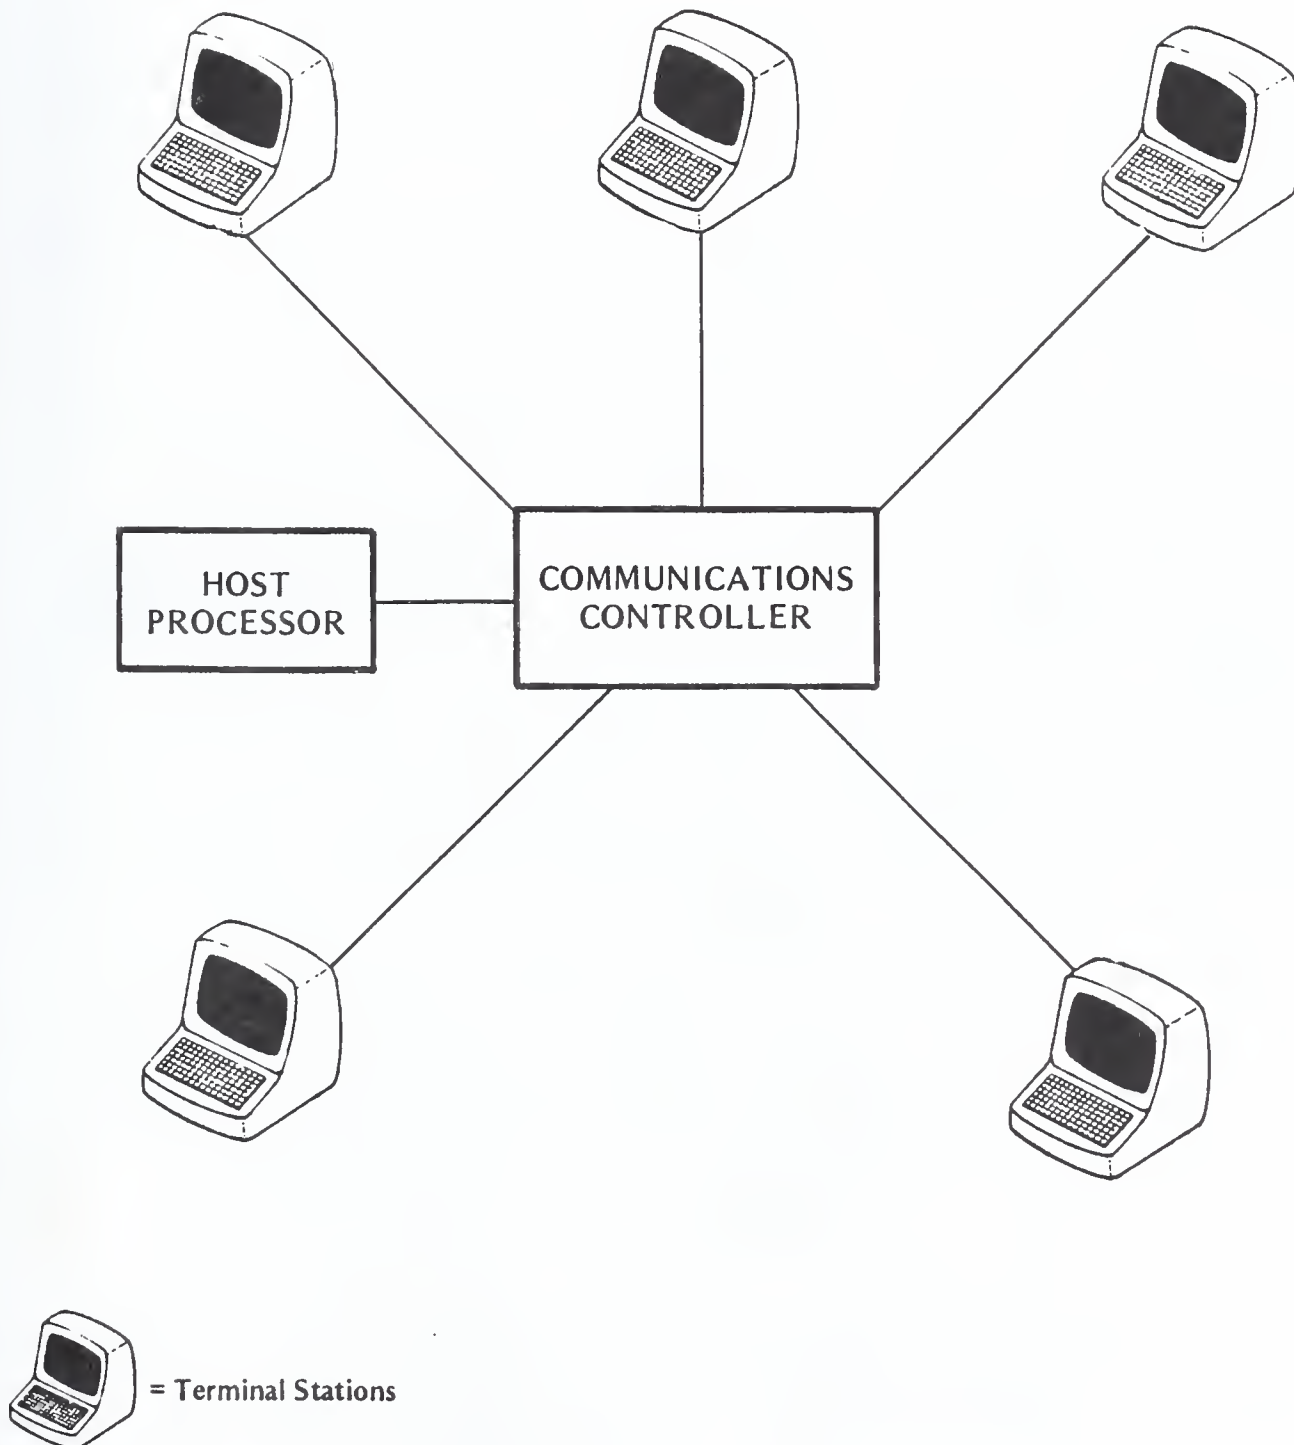 HOST
PROCESSOR
COMMUNICATIONS
CONTROLLER
= Terminal Stations